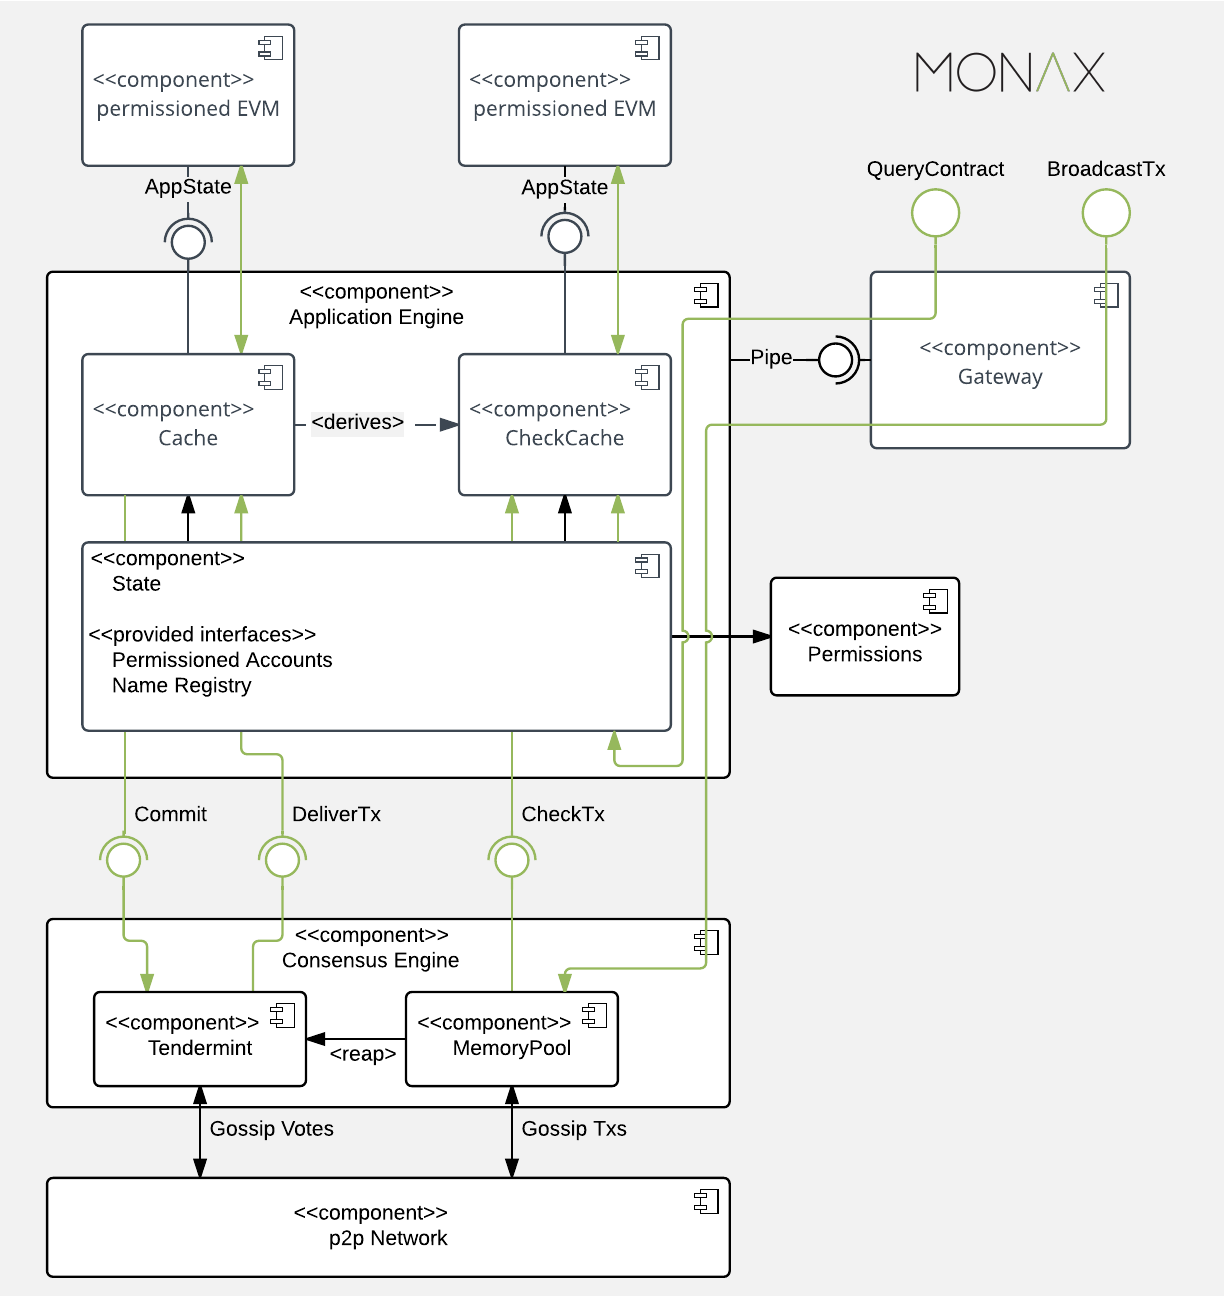 <<component>>
permissioned EVM
<<component>>
permissioned EVM
MONAX
AppState
AppState
QueryContract
BroadcastTx
<<component>>
Application Engine
<<component>>
Gateway
Pipe
<<component>>
Cache
<derives>
<<component>>
CheckCache
<<component>>
State
<<provided interfaces>>
Permissioned Accounts
Name Registry
<<component>>
Permissions
Commit
DeliverTx
CheckTx
<<component>>
Consensus Engine
<<component>>
Tendermint
<reap>
<<component>>
MemoryPool
Gossip Votes
Gossip Txs
<<component>>
p2p Network